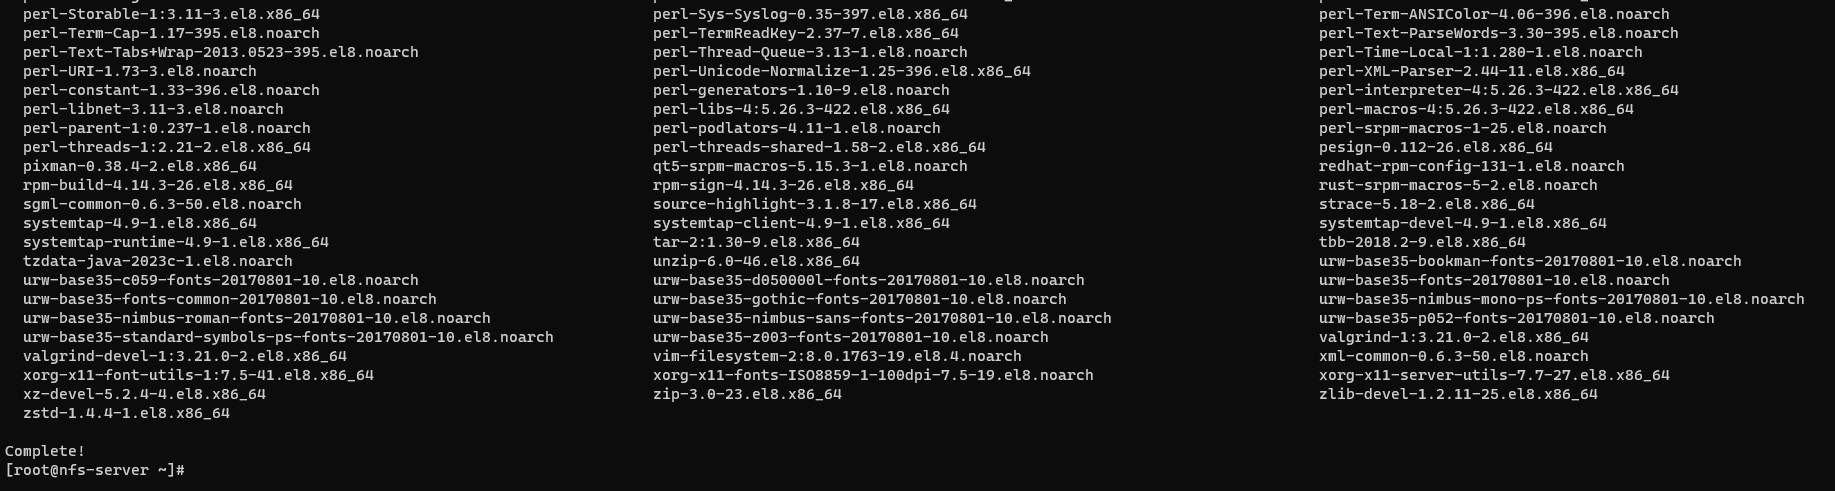 perl-Storable-1:3.11-3.el8.x86_64 perl-Sys-Syslog-0.35-397.el8.x86_64 perl-Term-ANSIColor-4.06-396.el8.noarch
perl-Term-Cap-1.17-395.el8.noarch perl-TermReadKey-2.37-7.el8.x86_64 perl-Text-ParseWords-3.30-395.el8.noarch
perl-Text-Tabs+Wrap-2013.0523-395.el8.noarch perl-Thread-Queue-3.13-1.el8.noarch perl-Time-Local-1:1.280-1.el8.noarch
perl-URI-1.73-3.el8.noarch perl-Unicode-Normalize-1.25-396.el8.x86_64 perl-XML-Parser-2.44-11.el8.x86_64
perl-constant-1.33-396.el8.noarch perl-generators-1.10-9.el8.noarch perl-interpreter-4:5.26.3-422.el8.x86_64
perl-libnet-3.11-3.el8.noarch perl-libs-4:5.26.3-422.el8.x86_64 perl-macros-4:5.26.3-422.el8.x86_64
perl-parent-1:0.237-1.el8.noarch perl-podlators-4.11-1.el8.noarch perl-srpm-macros-1-25.el8.noarch
perl-threads-1:2.21-2.el8.x86_64 perl-threads-shared-1.58-2.el8.x86_64 pesign-0.112-26.el8.x86_64
pixman-0.38.4-2.el8.x86_64 qt5-srpm-macros-5.15.3-1.el8.noarch redhat-rpm-config-131-1.el8.noarch
rpm-build-4.14.3-26.el8.x86_64 rpm-sign-4.14.3-26.el8.x86_64 rust-srpm-macros-5-2.el8.noarch
sgml-common-0.6.3-50.el8.noarch source-highlight-3.1.8-17.el8.x86_64 strace-5.18-2.el8.x86_64
systemtap-4.9-1.el8.x86_64 systemtap-client-4.9-1.el8.x86_64 systemtap-devel-4.9-1.el8.x86_64
systemtap-runtime-4.9-1.el8.x86_64 tar-2:1.30-9.el8.x86_64 tbb-2018.2-9.el8.x86_64
tzdata-java-2023c-1.el8.noarch unzip-6.0-46.el8.x86_64 urw-base35-bookman-fonts-20170801-10.el8.noarch
urw-base35-c059-fonts-20170801-10.el8.noarch urw-base35-d050000l-fonts-20170801-10.el8.noarch urw-base35-fonts-20170801-10.el8.noarch
urw-base35-fonts-common-20170801-10.el8.noarch urw-base35-gothic-fonts-20170801-10.el8.noarch urw-base35-nimbus-mono-ps-fonts-20170801-10.el8.noarch
urw-base35-nimbus-roman-fonts-20170801-10.el8.noarch urw-base35-nimbus-sans-fonts-20170801-10.el8.noarch urw-base35-p052-fonts-20170801-10.el8.noarch
urw-base35-standard-symbols-ps-fonts-20170801-10.el8.noarch urw-base35-z003-fonts-20170801-10.el8.noarch valgrind-1:3.21.0-2.el8.x86_64
valgrind-devel-1:3.21.0-2.el8.x86_64 vim-filesystem-2:8.0.1763-19.el8.4.noarch xml-common-0.6.3-50.el8.noarch
xorg-x11-font-utils-1:7.5-41.el8.x86_64 xorg-x11-fonts-ISO8859-1-100dpi-7.5-19.el8.noarch xorg-x11-server-utils-7.7-27.el8.x86_64
xz-devel-5.2.4-4.el8.x86_64 zip-3.0-23.el8.x86_64 zlib-devel-1.2.11-25.el8.x86_64
zstd-1.4.4-1.el8.x86_64
Complete!
[root@nfs-server ~]#